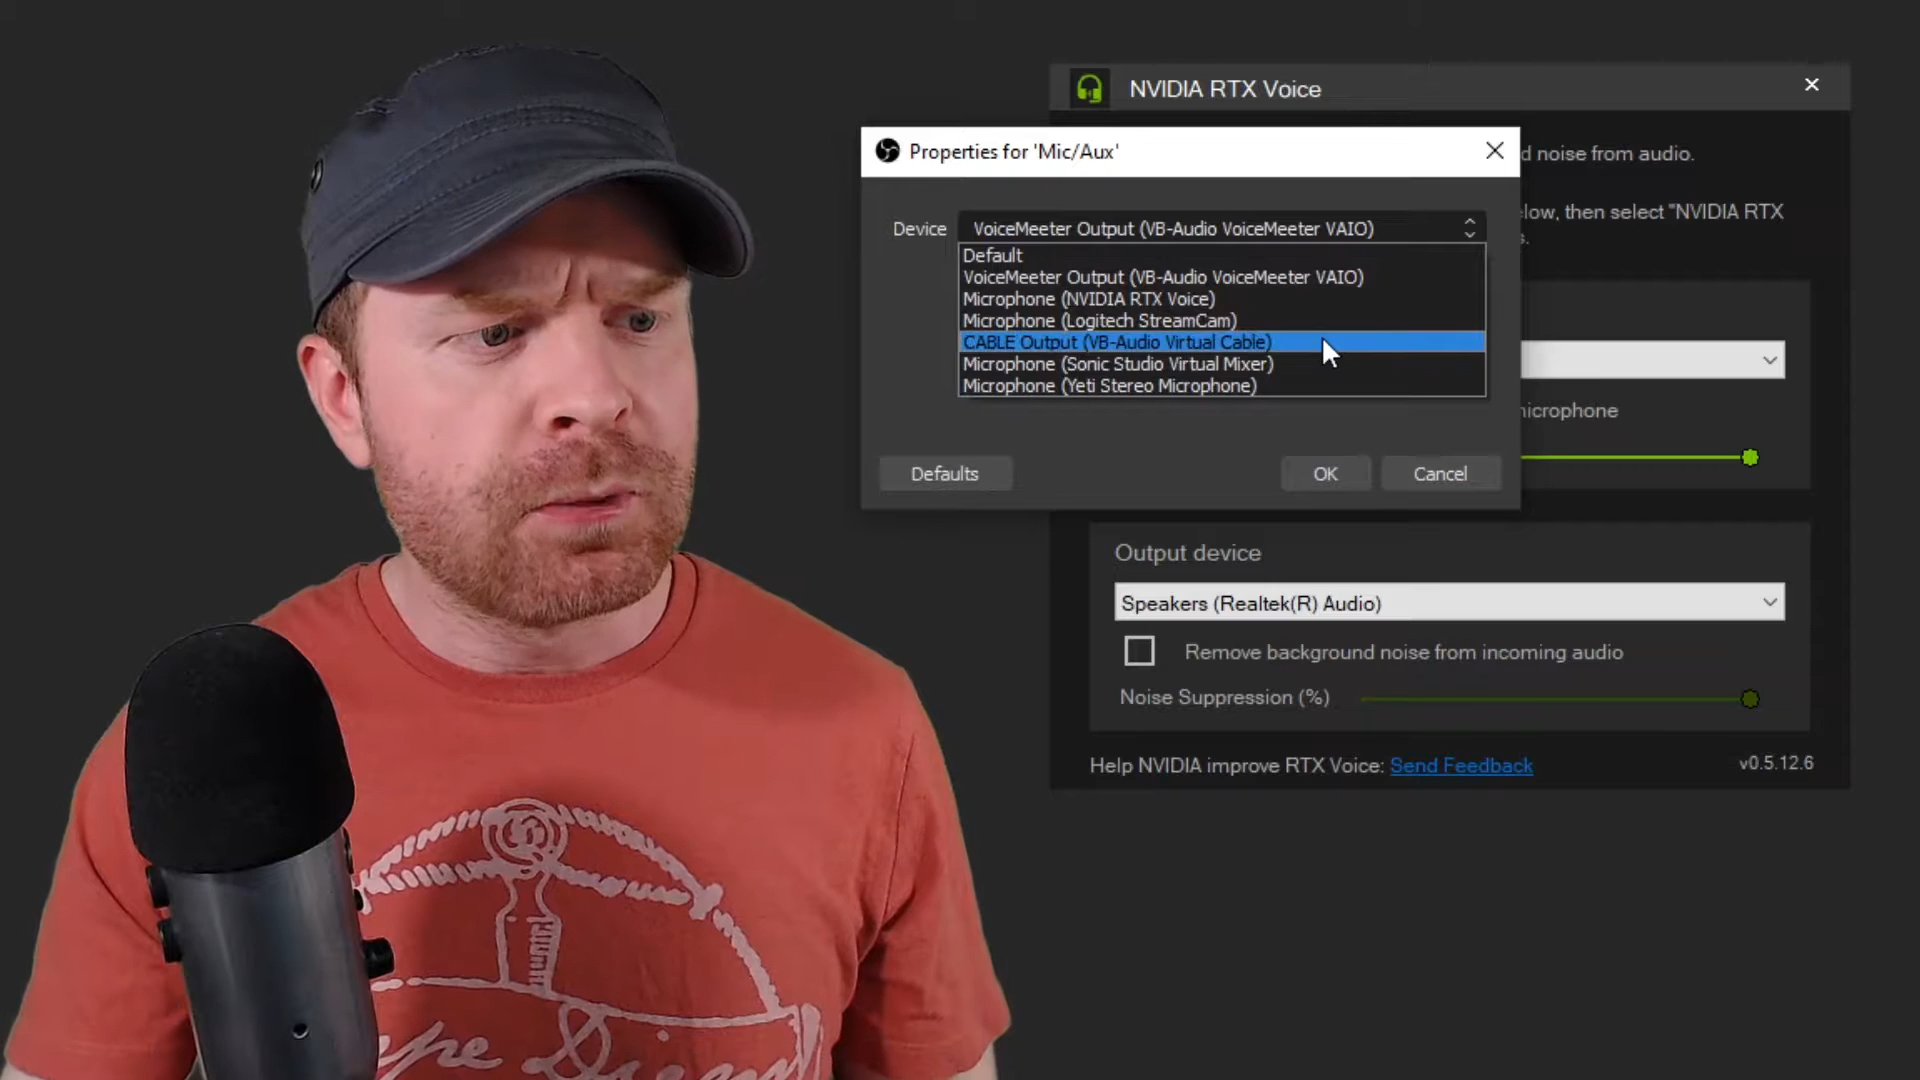 NVIDIA RTX Voice
Properties for 'Mic/Aux'
d noise from audio.
Device
VoiceMeeter Output (VB-Audio VoiceMeeter VAIO)
low, then select "NVIDIA RTX
s.
Default
VoiceMeeter Output (VB-Audio VoiceMeeter VAIO)
Microphone (NVIDIA RTX Voice)
Microphone (Logitech StreamCam)
CABLE Output (VB-Audio Virtual Cable)
Microphone (Sonic Studio Virtual Mixer)
Microphone (Yeti Stereo Microphone)
icrophone
Defaults
OK
Cancel
Output device
Speakers (Realtek(R) Audio)
Remove background noise from incoming audio
Noise Suppression (%)
Help NVIDIA improve RTX Voice: Send Feedback
v0.5.12.6